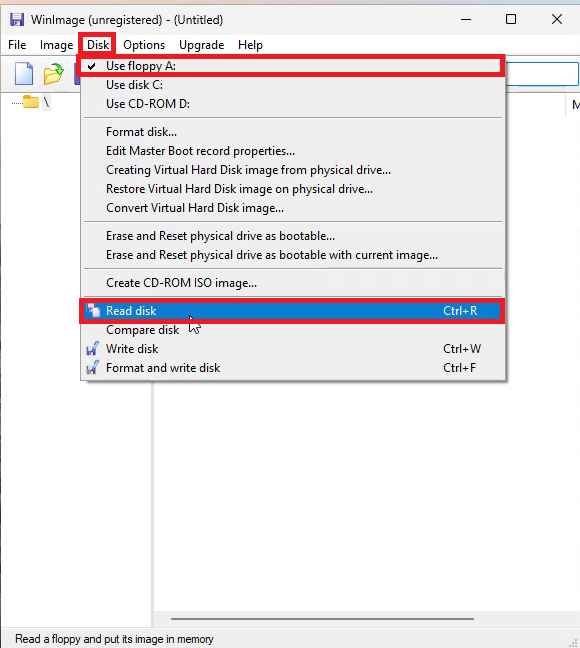 WinImage (unregistered) - (Untitled)
File Image Disk Options Upgrade Help
Use floppy A:
Use disk C:
Use CD-ROM D:
\
M
Format disk...
Edit Master Boot record properties...
Creating Virtual Hard Disk image from physical drive...
Restore Virtual Hard Disk image on physical drive...
Convert Virtual Hard Disk image...
Erase and Reset physical drive as bootable...
Erase and Reset physical drive as bootable with current image...
Create CD-ROM ISO image...
Read disk Ctrl+R
Compare disk
Write disk Ctrl+W
Format and write disk Ctrl+F
Read a floppy and put its image in memory